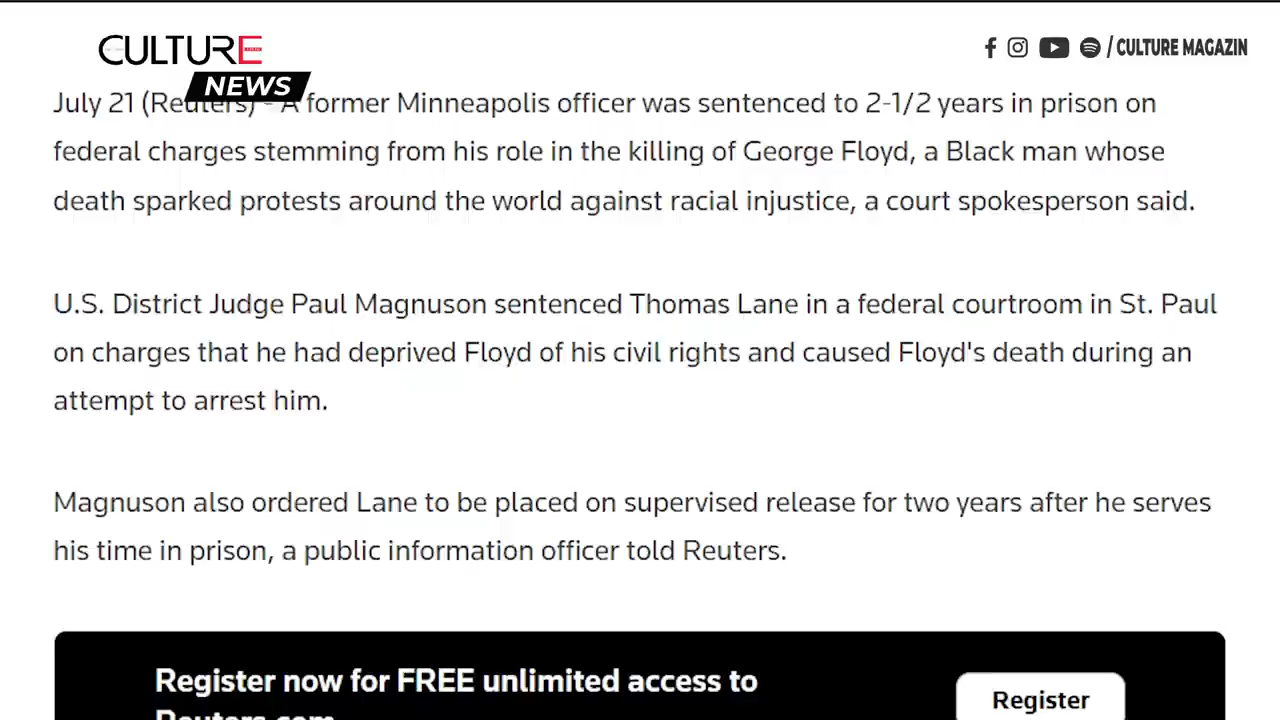 CULTURE
NEWS
/ CULTURE MAGAZIN
July 21 (Reuters) - A former Minneapolis officer was sentenced to 2-1/2 years in prison on
federal charges stemming from his role in the killing of George Floyd, a Black man whose
death sparked protests around the world against racial injustice, a court spokesperson said.
U.S. District Judge Paul Magnuson sentenced Thomas Lane in a federal courtroom in St. Paul
on charges that he had deprived Floyd of his civil rights and caused Floyd's death during an
attempt to arrest him.
Magnuson also ordered Lane to be placed on supervised release for two years after he serves
his time in prison, a public information officer told Reuters.
Register now for FREE unlimited access to
Reuters.com
Register